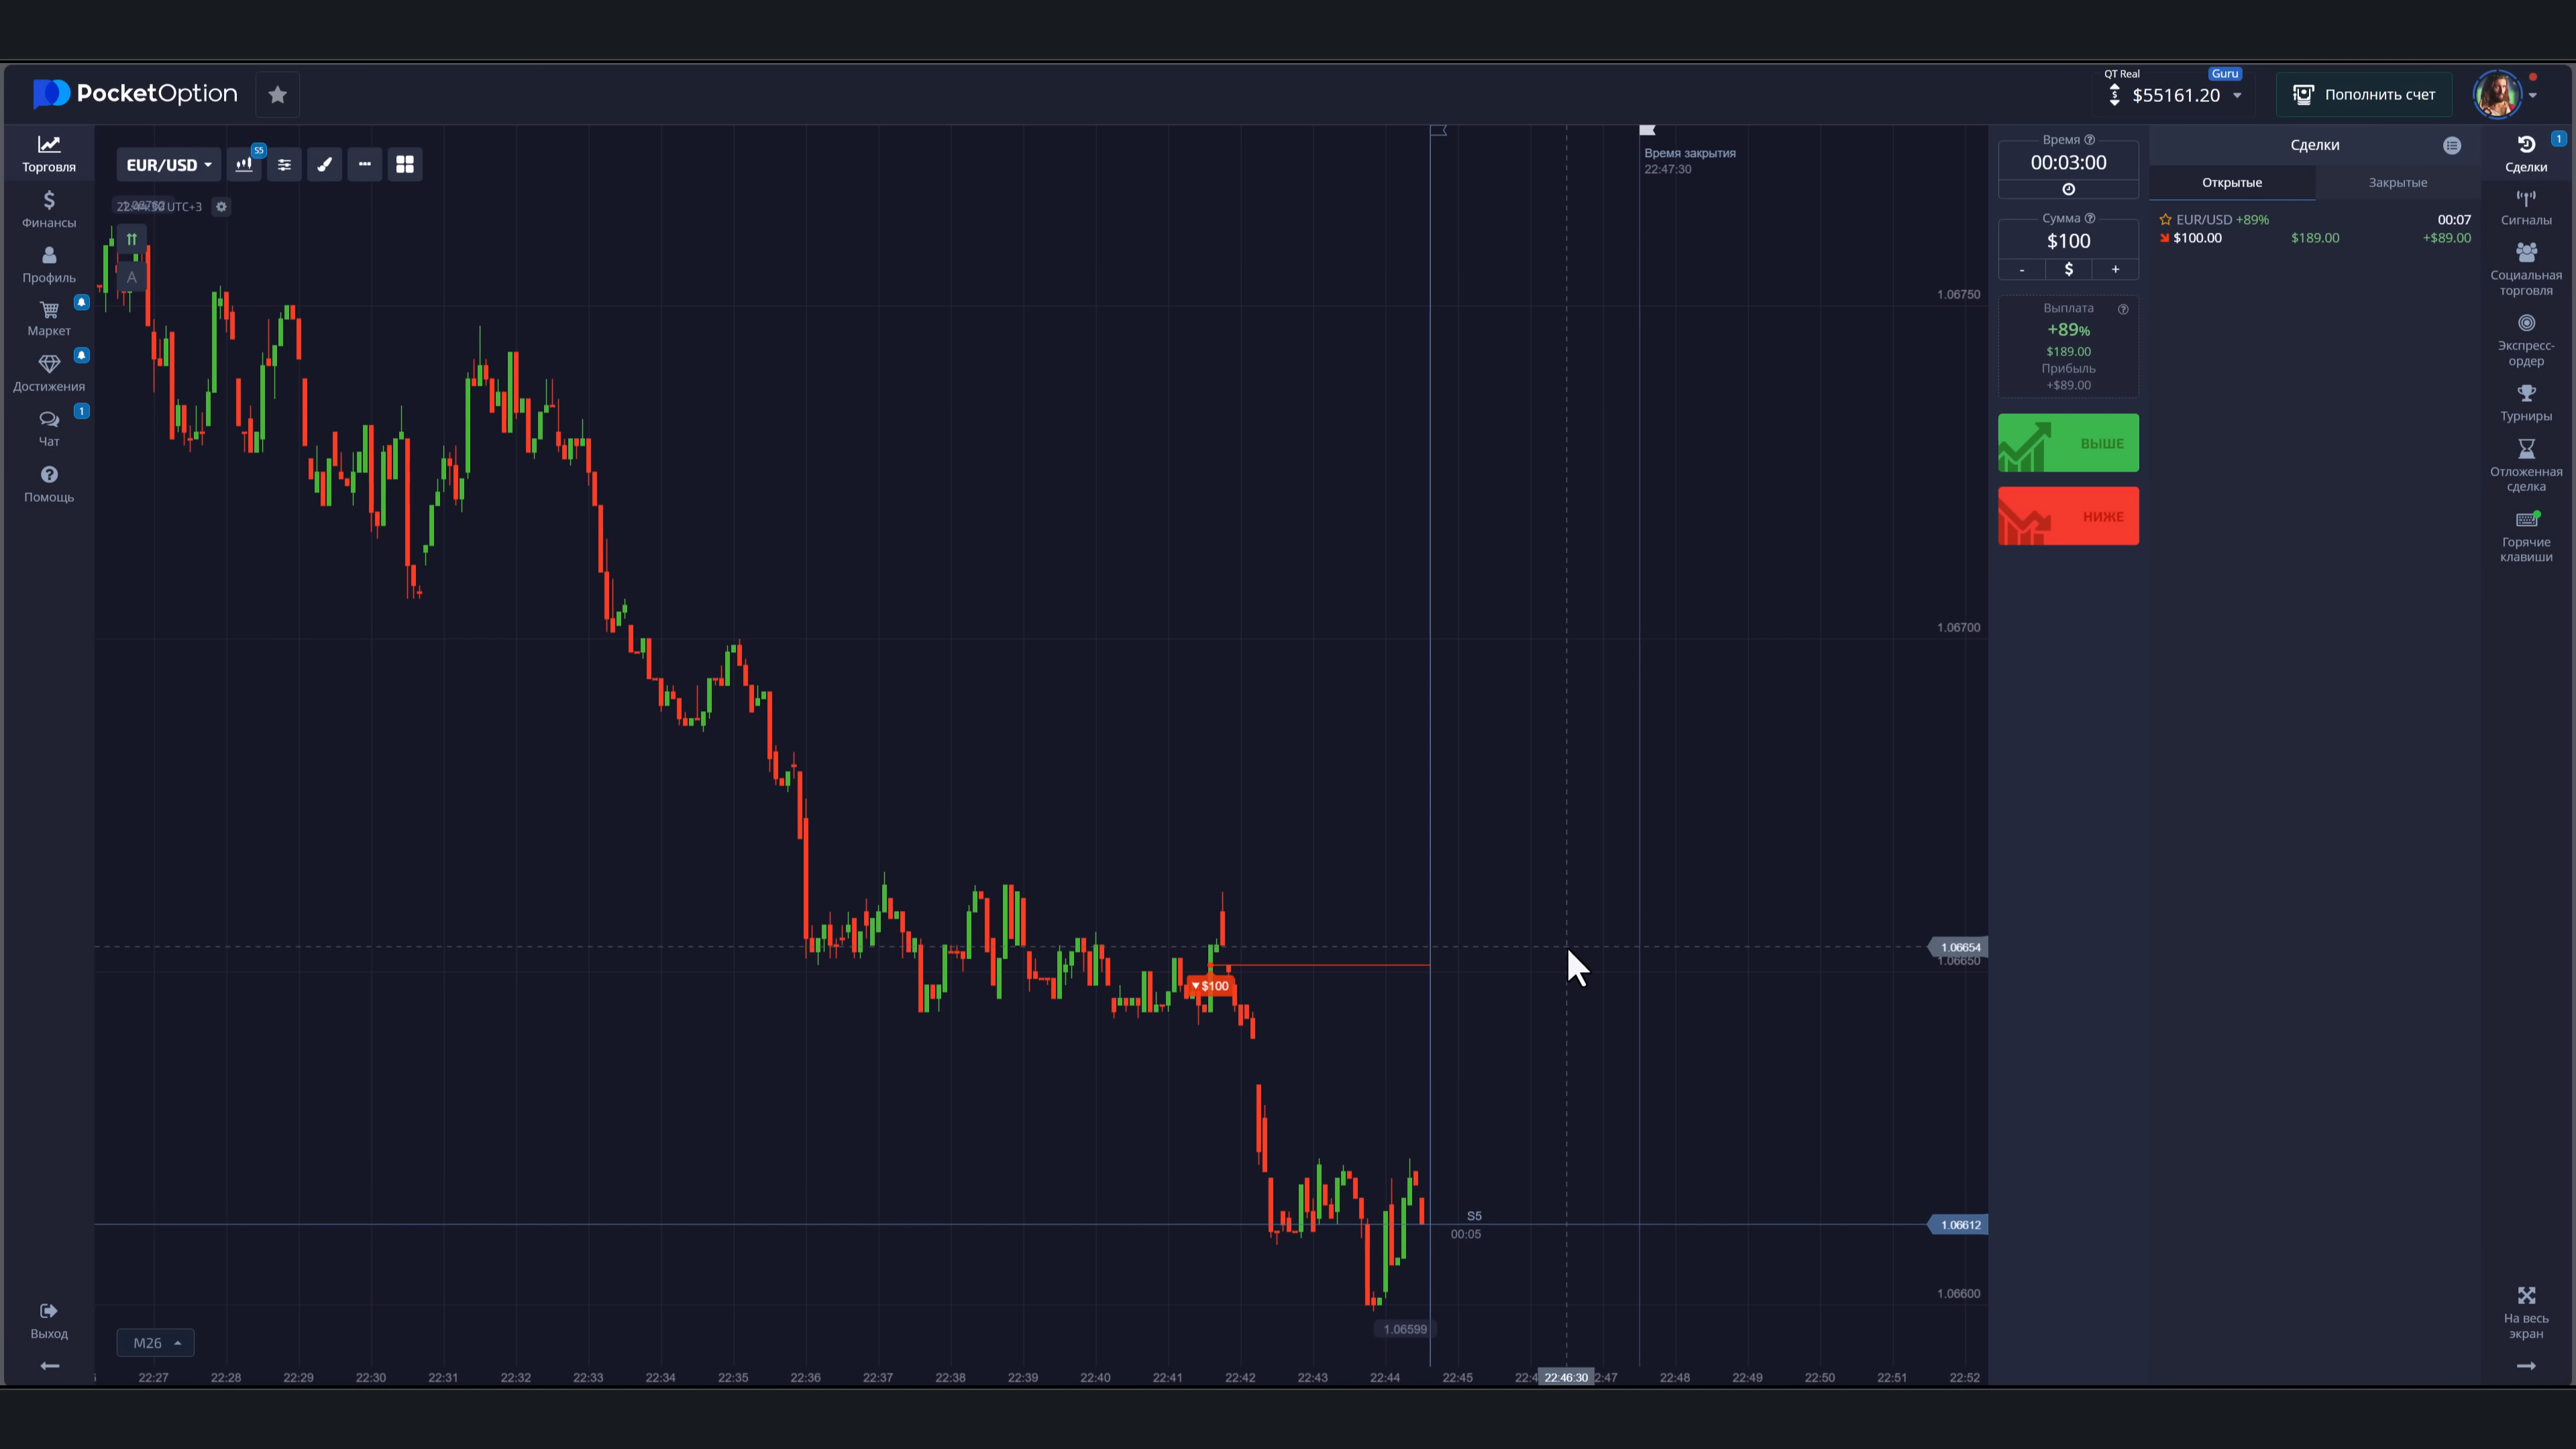 PocketOption
QT Real
Guru
$55161.20
Пополнить счет
Торговля
Финансы
Профиль
Маркет
Достижения
1
Чат
Помощь
Выход
EUR/USD
S5
UTC+3
A
Время закрытия
22:47:30
1.06750
1.06700
1.06654
1.06650
$100
S5
00:05
1.06612
1.06600
1.06599
M26
22:27
22:28
22:29
22:30
22:31
22:32
22:33
22:34
22:35
22:36
22:37
22:38
22:39
22:40
22:41
22:42
22:43
22:44
22:45
22:4
22:46:30
2:47
22:48
22:49
22:50
22:51
22:52
Время
00:03:00
Сумма
$100
- $ +
Выплата
+89%
$189.00
Прибыль
+$89.00
ВЫШЕ
НИЖЕ
Сделки
Открытые
Закрытые
EUR/USD +89% 00:07
$100.00 $189.00 +$89.00
1
Сделки
Сигналы
Социальная
торговля
Экспресс-
ордер
Турниры
Отложенная
сделка
Горячие
клавиши
На весь
экран